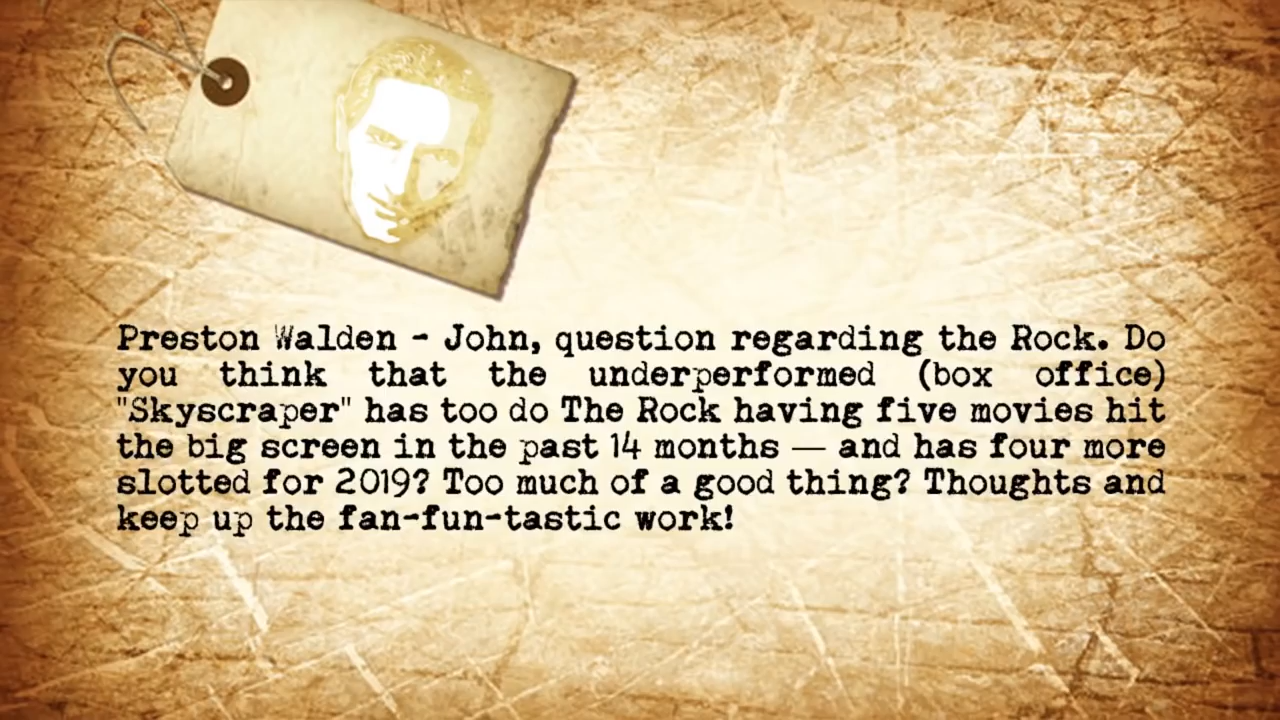 Preston Walden - John, question regarding the Rock. Do
you think that the underperformed (box office)
"Skyscraper" has too do The Rock having five movies hit
the big screen in the past 14 months — and has four more
slotted for 2019? Too much of a good thing? Thoughts and
keep up the fan-fun-tastic work!